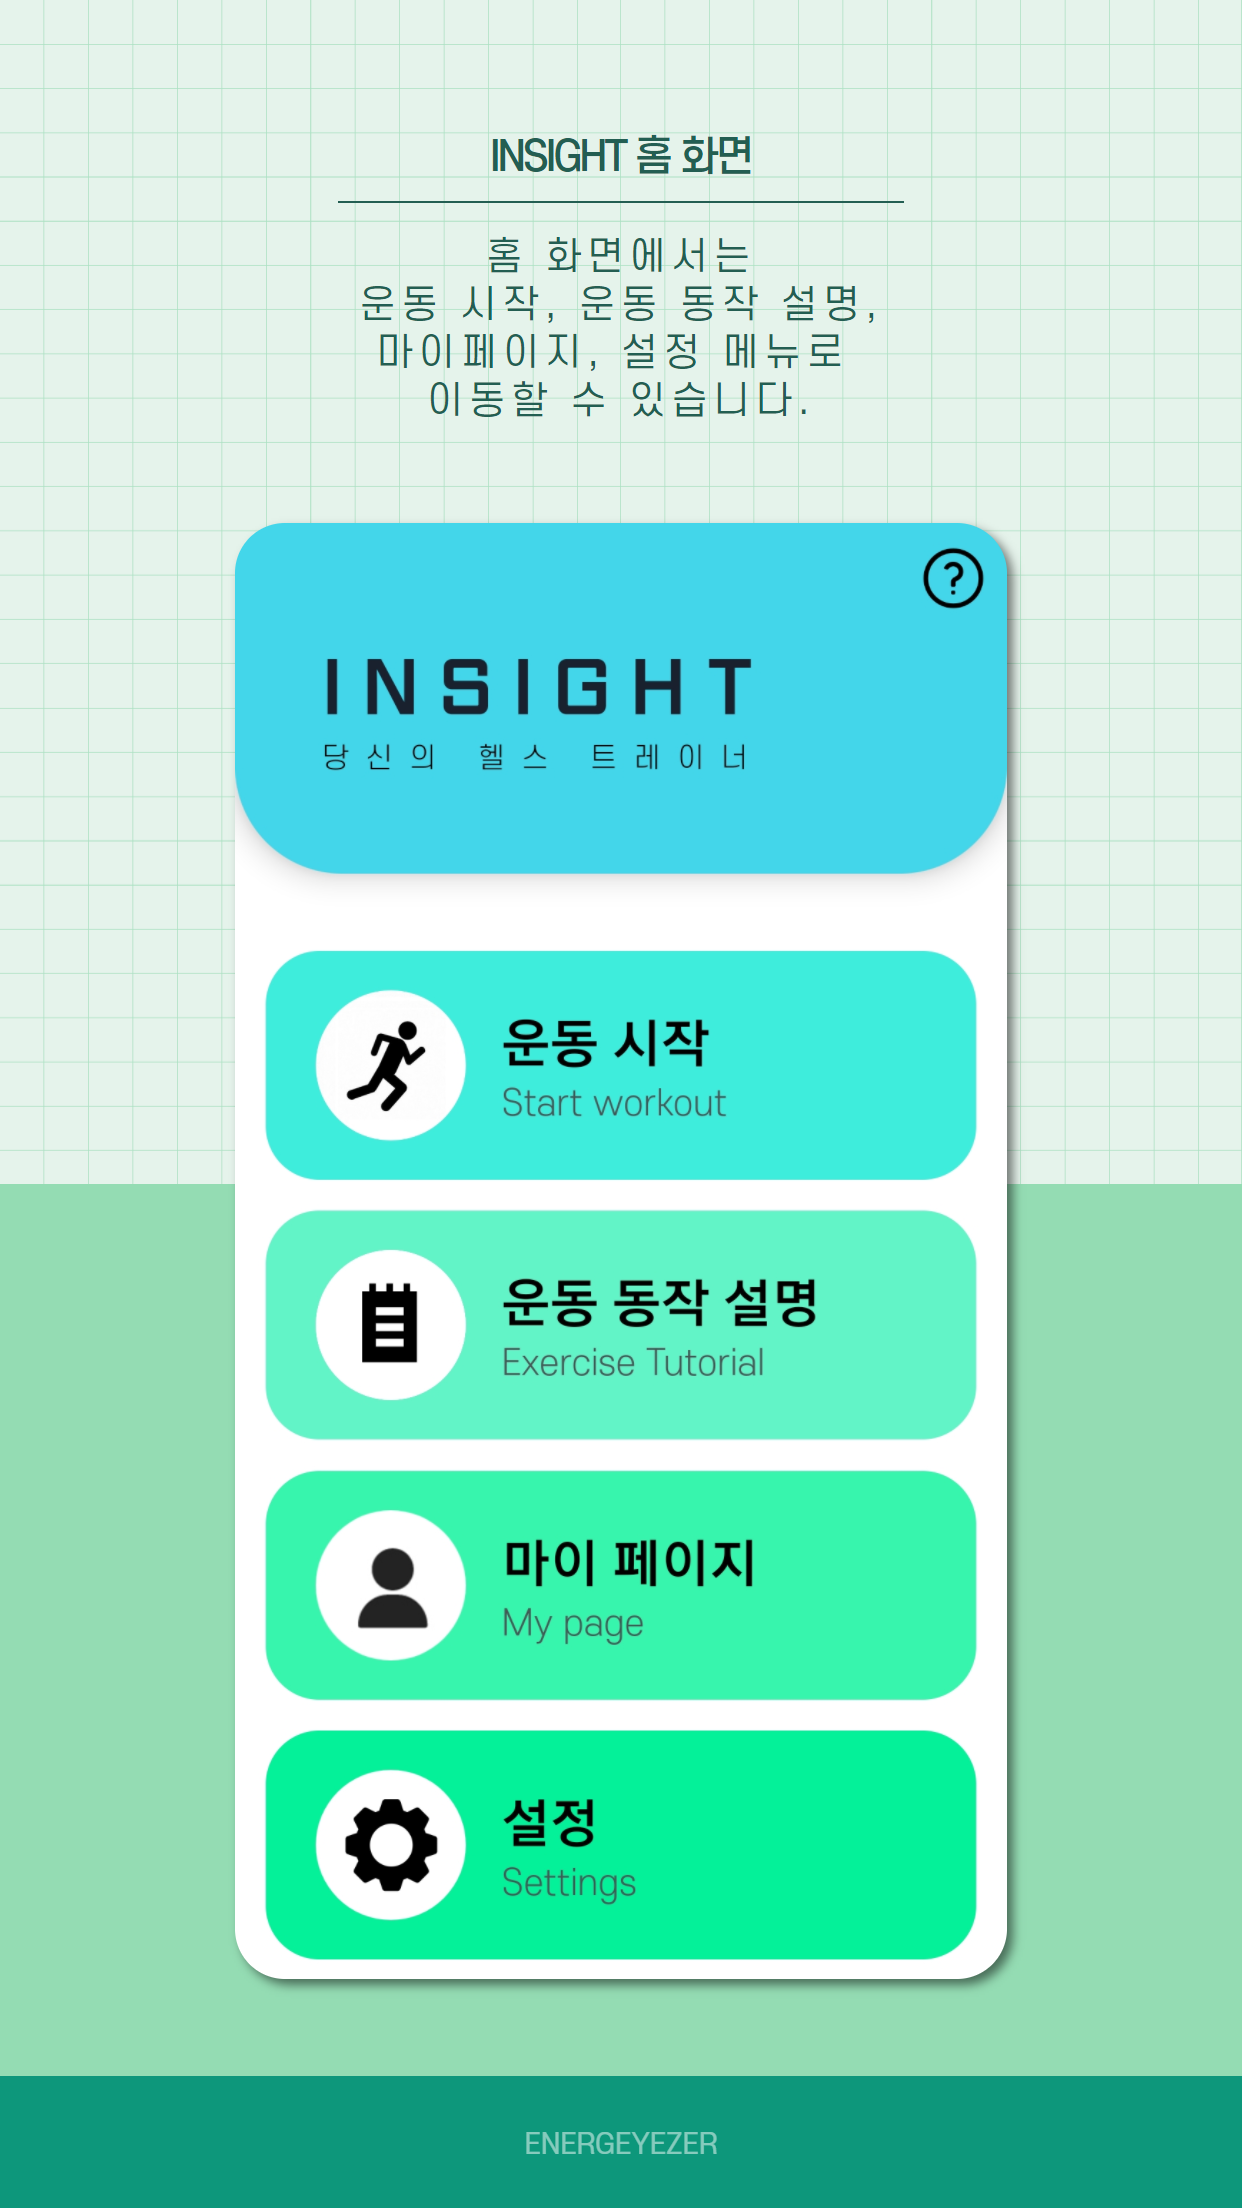 INSIGHT 홈 화면
홈 화면에서는
운동 시작, 운동 동작 설명,
마이페이지, 설정 메뉴로
이동할 수 있습니다.
?
INSIGHT
당신의 헬스 트레이너
운동 시작
Start workout
운동 동작 설명
Exercise Tutorial
마이 페이지
My page
설정
Settings
ENERGEYEZER